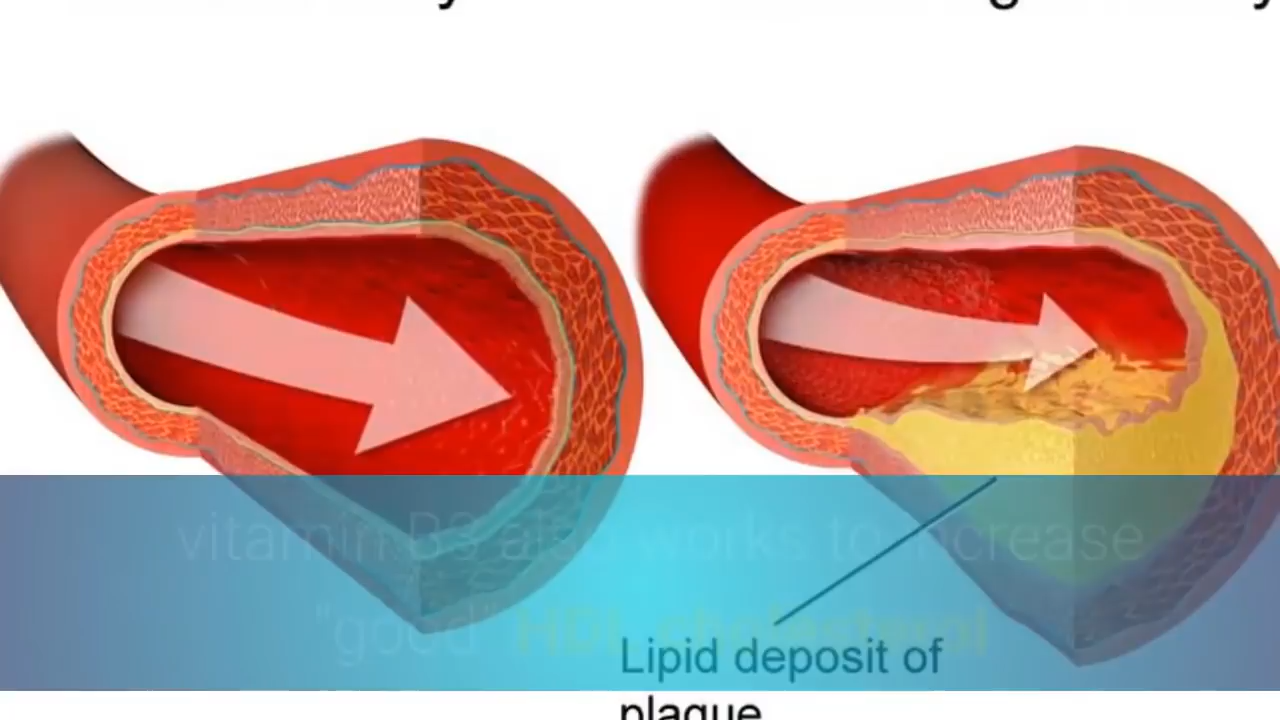 vitamin B3 also works to increase
"good" HDL cholesterol
Lipid deposit of
plaque